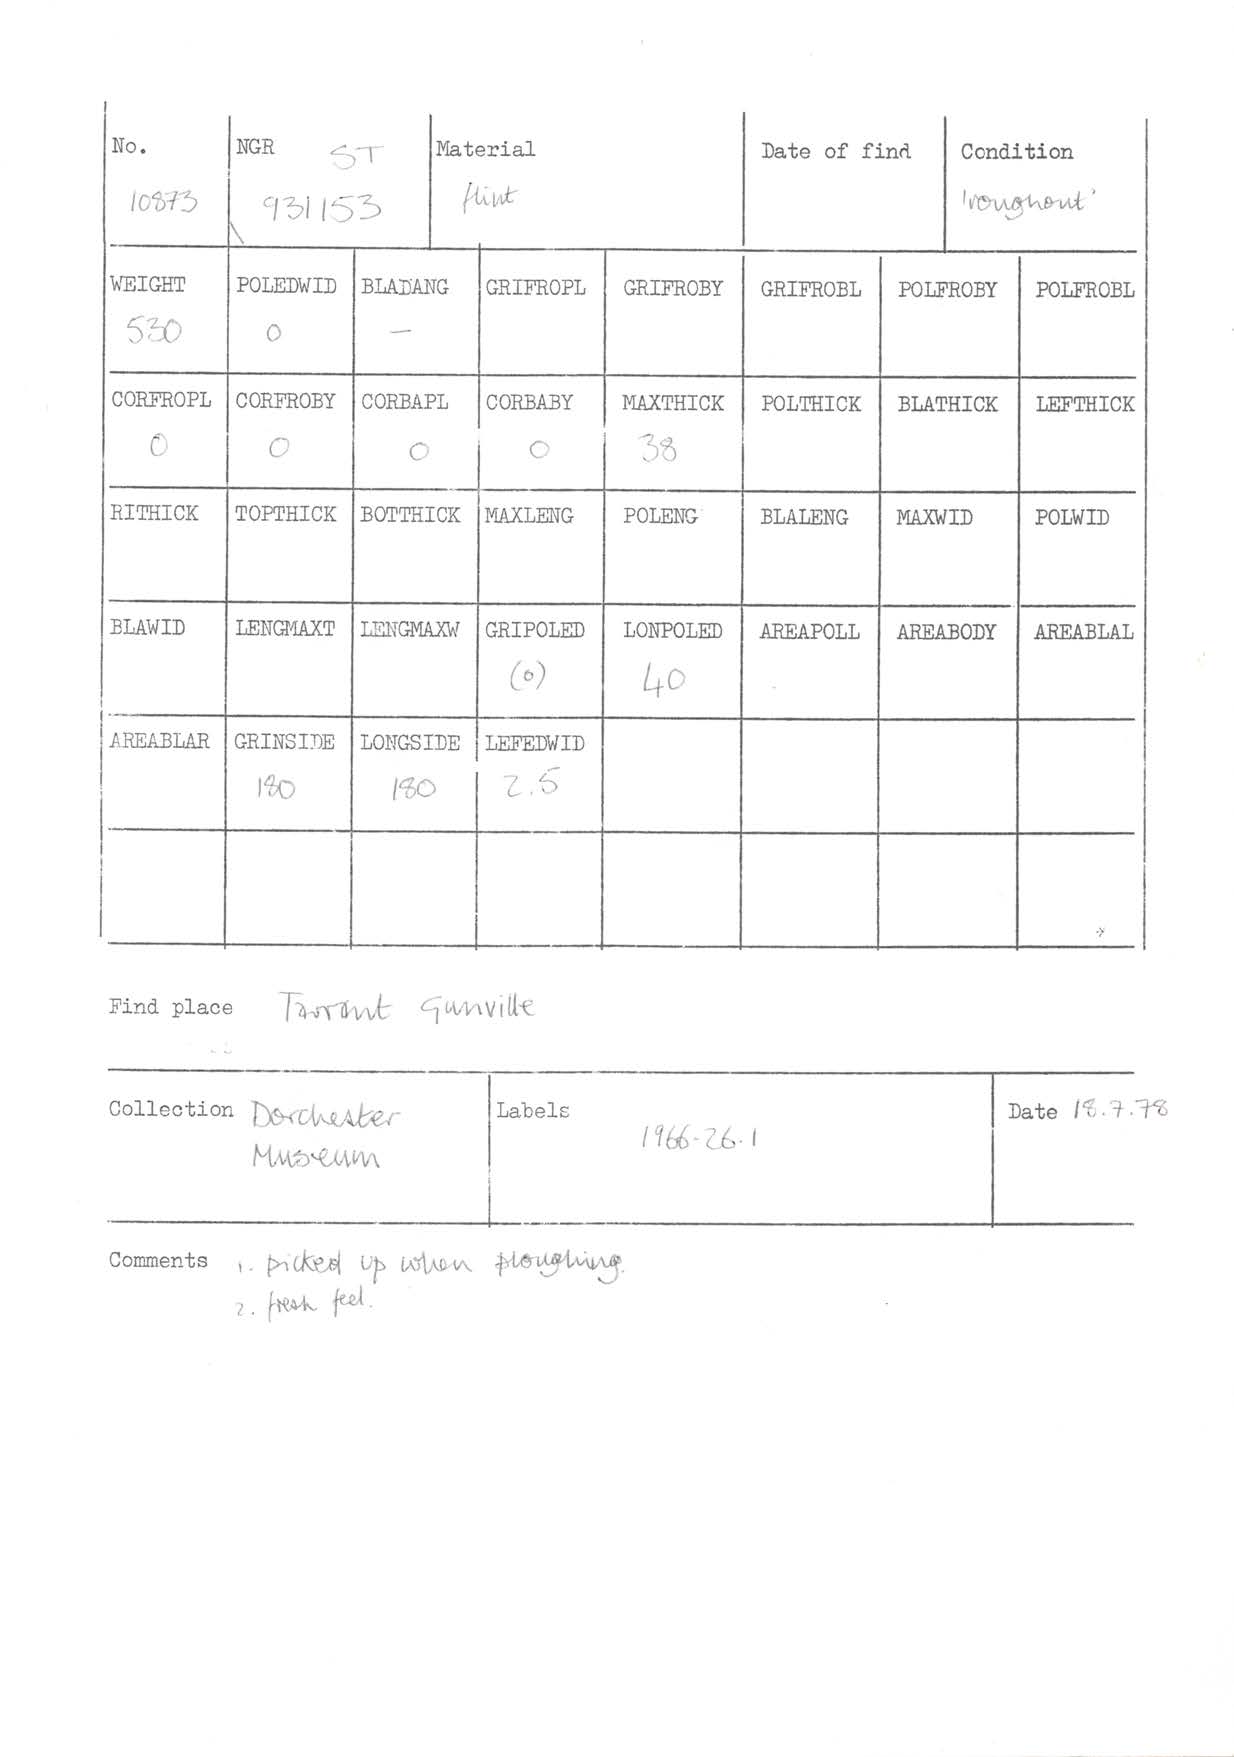 No. NGR ST Material Date of find Condition
10873 931153 flint 'roughout'
WEIGHT POLEDWID BLADANG GRIFROPL GRIFROBY GRIFROBL POLFROBY POLFROBL
530 0 —
CORFROPL CORFROBY CORBAPL CORBABY MAXTHICK POLTHICK BLATHICK LEFTHICK
0 0 0 0 38
RITHICK TOPTHICK BOTTHICK MAXLENG POLENG BLALENG MAXWID POLWID
BLAWID LENGMAXT LENGMAXW GRIPOLED LONPOLED AREAPOLL AREABODY AREABLAL
(0) 40
AREABLAR GRINSIDE LONGSIDE LEFEDWID
180 180 2.5
Find place Tarrant Gunville
Collection Dorchester Labels Date 18.7.78
Museum 1966-26.1
Comments 1. picked up when ploughing.
2. fresh feel.